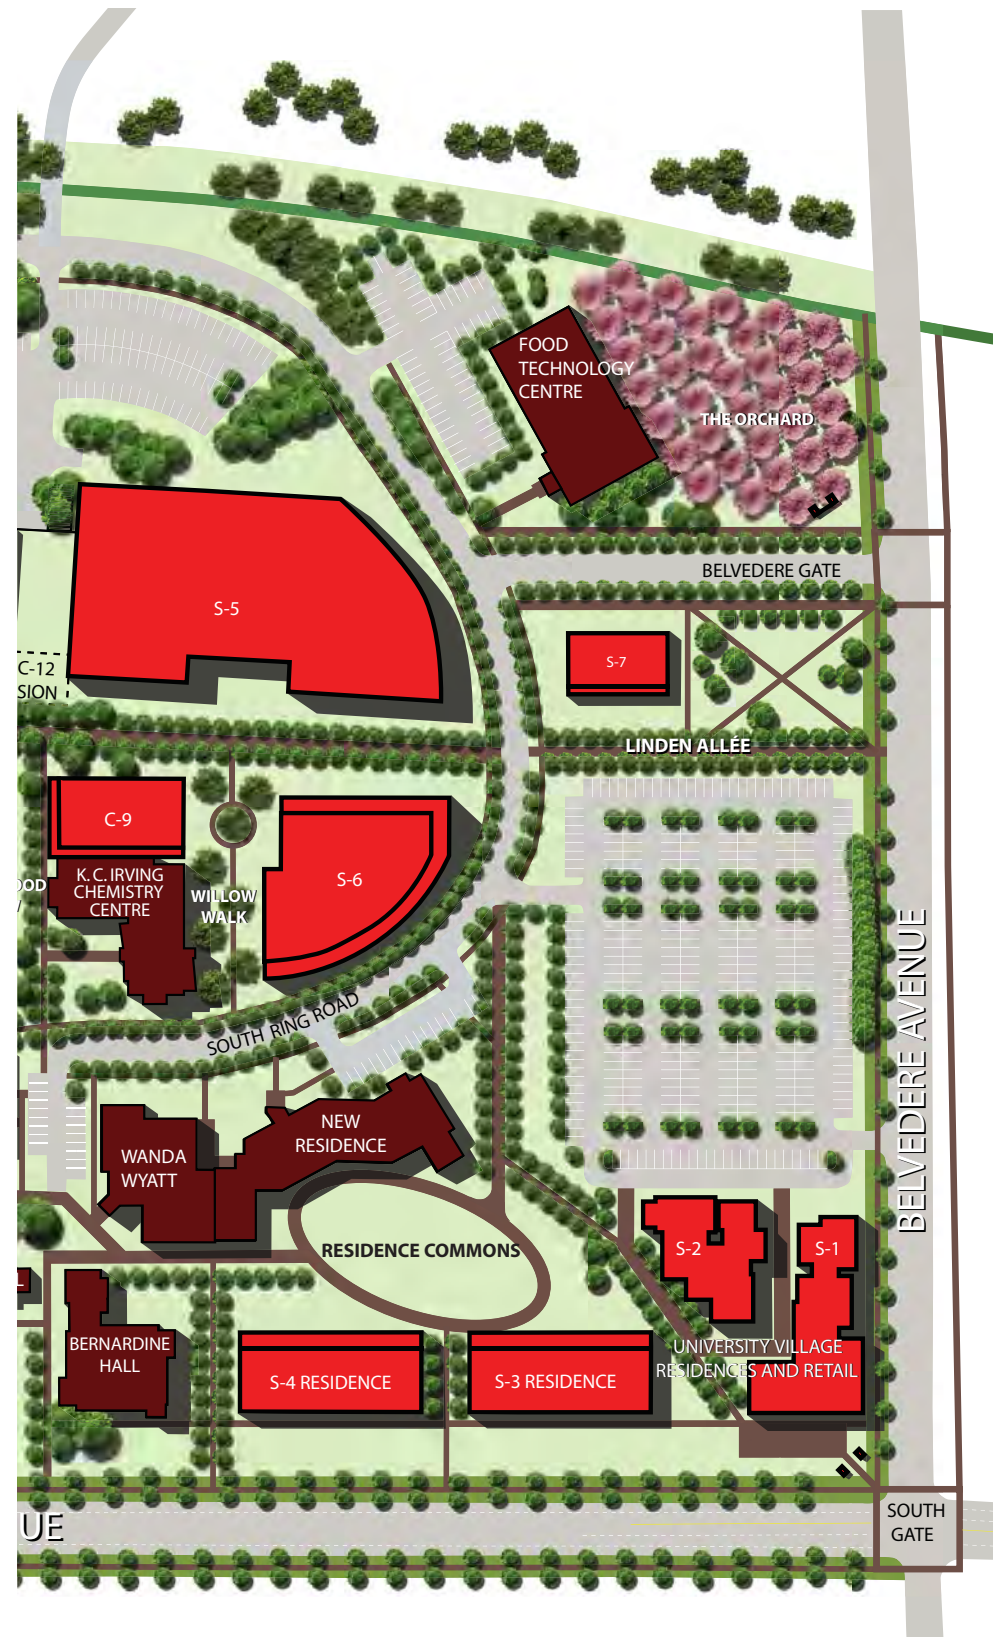 FOOD
TECHNOLOGY
CENTRE
THE ORCHARD
BELVEDERE GATE
S-5
S-7
C-12
SION
LINDEN ALLÉE
C-9
K. C. IRVING
CHEMISTRY
CENTRE
OOD
WILLOW
WALK
S-6
BELVEDERE AVENUE
SOUTH RING ROAD
NEW
RESIDENCE
WANDA
WYATT
RESIDENCE COMMONS
S-2
S-1
L
BERNARDINE
HALL
UNIVERSITY VILLAGE
RESIDENCES AND RETAIL
S-4 RESIDENCE
S-3 RESIDENCE
SOUTH
GATE
UE